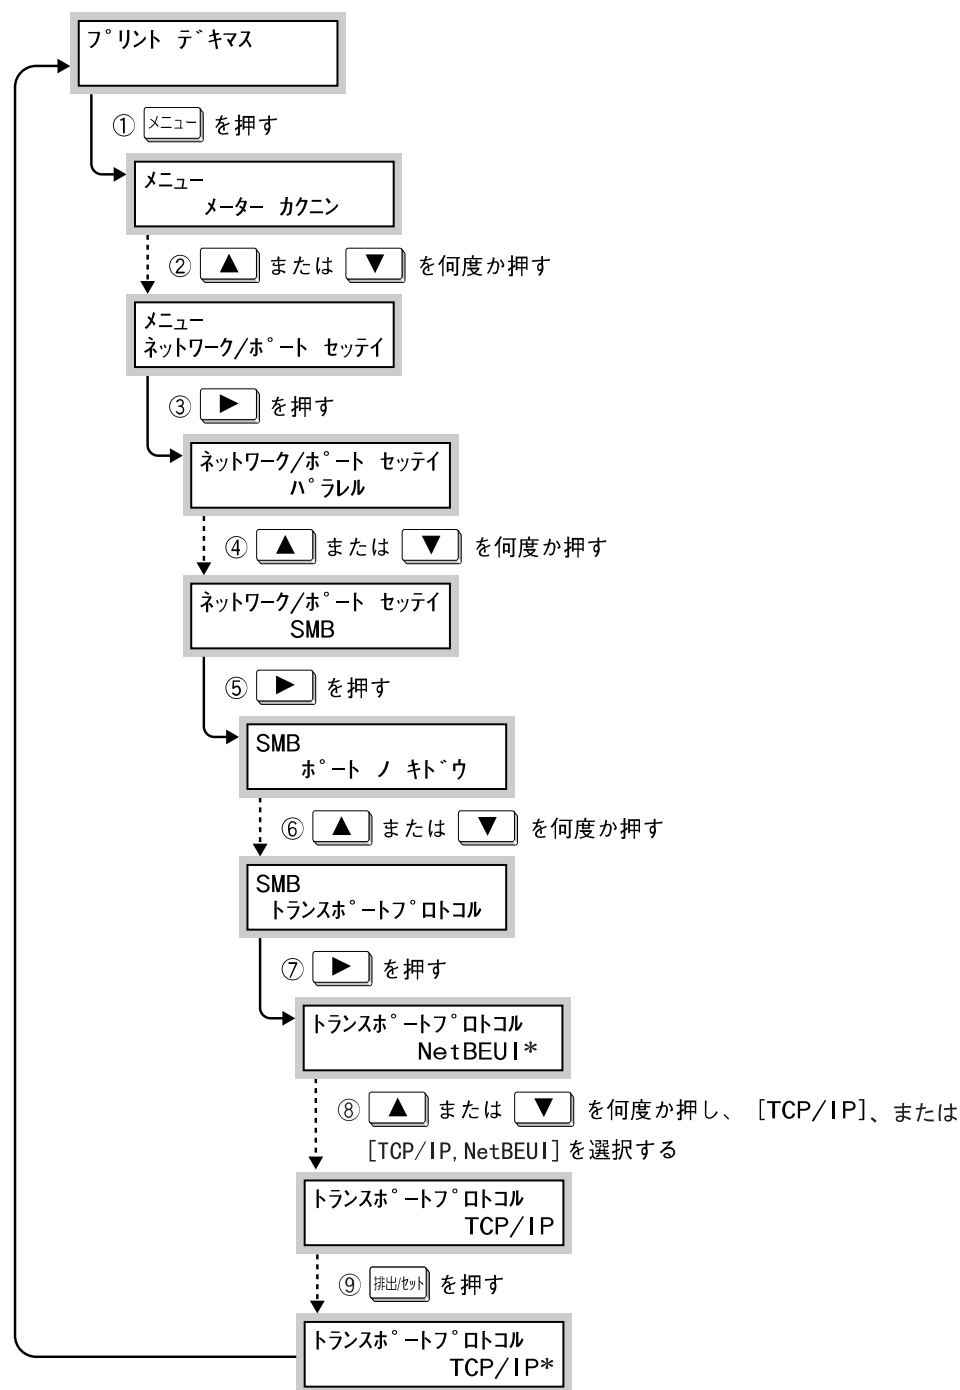 プリント デキマス
① メニュー を押す
メニュー
メーター カクニン
② ▲ または ▼ を何度か押す
メニュー
ネットワーク/ポート セッテイ
③ ▶ を押す
ネットワーク/ポート セッテイ
パラレル
④ ▲ または ▼ を何度か押す
ネットワーク/ポート セッテイ
SMB
⑤ ▶ を押す
SMB
ポート ノ キドウ
⑥ ▲ または ▼ を何度か押す
SMB
トランスポートプロトコル
⑦ ▶ を押す
トランスポートプロトコル
NetBEUI*
⑧ ▲ または ▼ を何度か押し、［TCP/IP］、または
［TCP/IP,NetBEUI］を選択する
トランスポートプロトコル
TCP/IP
⑨ 排出/セット を押す
トランスポートプロトコル
TCP/IP*